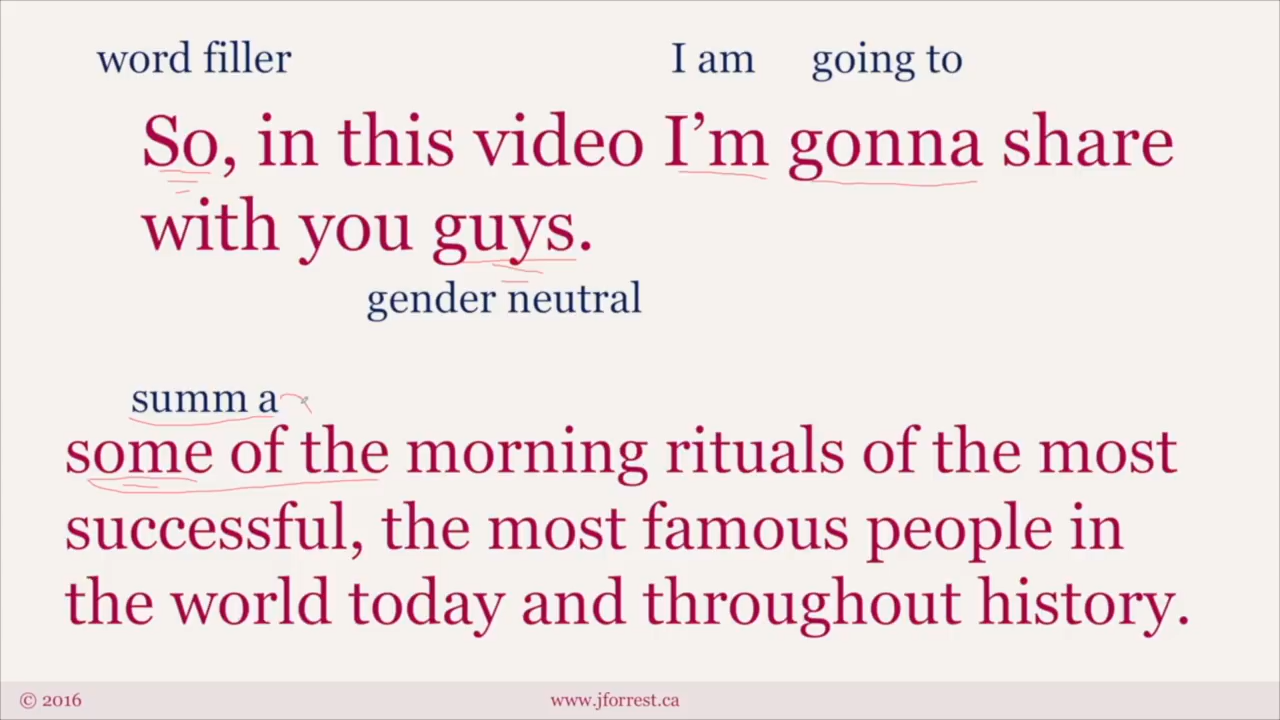 word filler I am going to
So, in this video I'm gonna share
with you guys.
gender neutral
summ a
some of the morning rituals of the most
successful, the most famous people in
the world today and throughout history.
© 2016 www.jforrest.ca